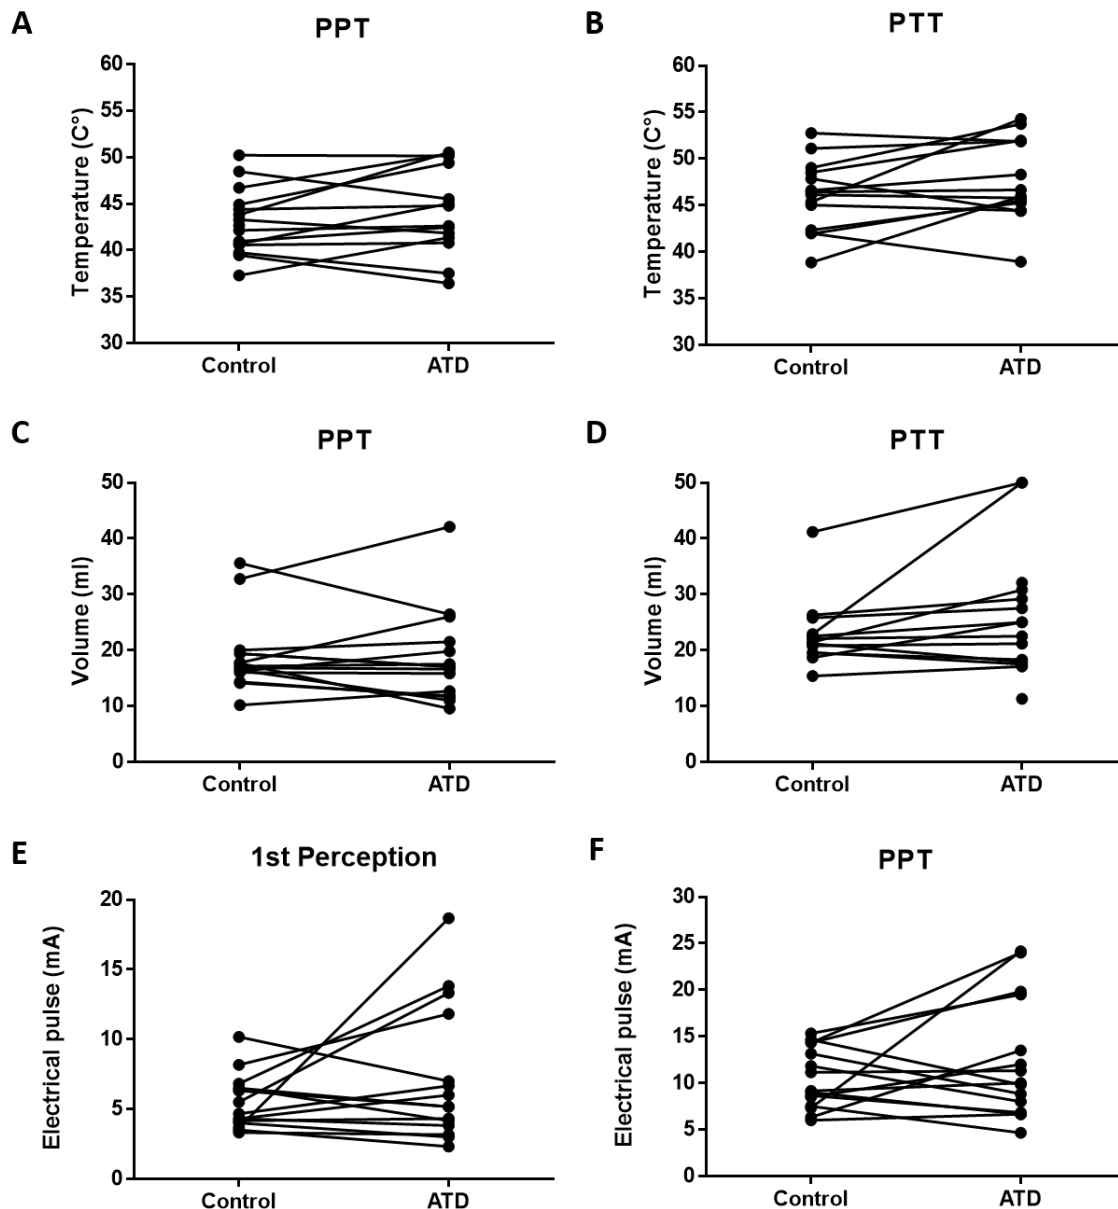 A
PPT
Temperature (C°)
60
55
50
45
40
35
30
Control
ATD
B
PTT
Temperature (C°)
60
55
50
45
40
35
30
Control
ATD
C
PPT
Volume (ml)
50
40
30
20
10
0
Control
ATD
D
PTT
Volume (ml)
50
40
30
20
10
0
Control
ATD
E
1st Perception
Electrical pulse (mA)
20
15
10
5
0
Control
ATD
F
PPT
Electrical pulse (mA)
30
25
20
15
10
5
0
Control
ATD